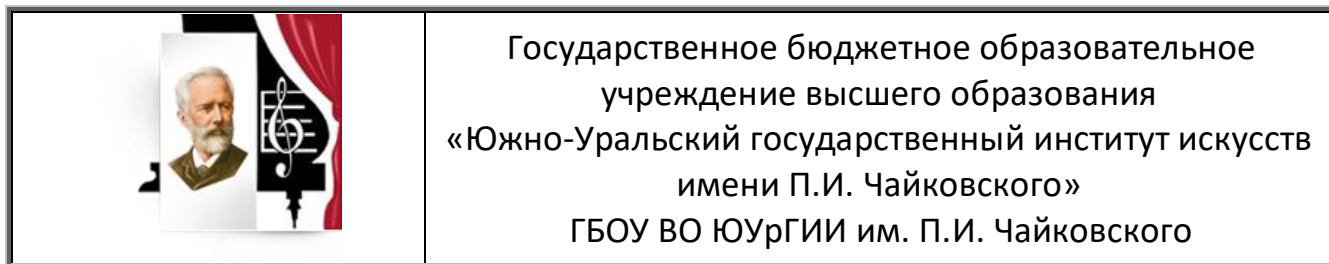 Государственное бюджетное образовательное
учреждение высшего образования
«Южно-Уральский государственный институт искусств
имени П.И. Чайковского»
ГБОУ ВО ЮУрГИИ им. П.И. Чайковского